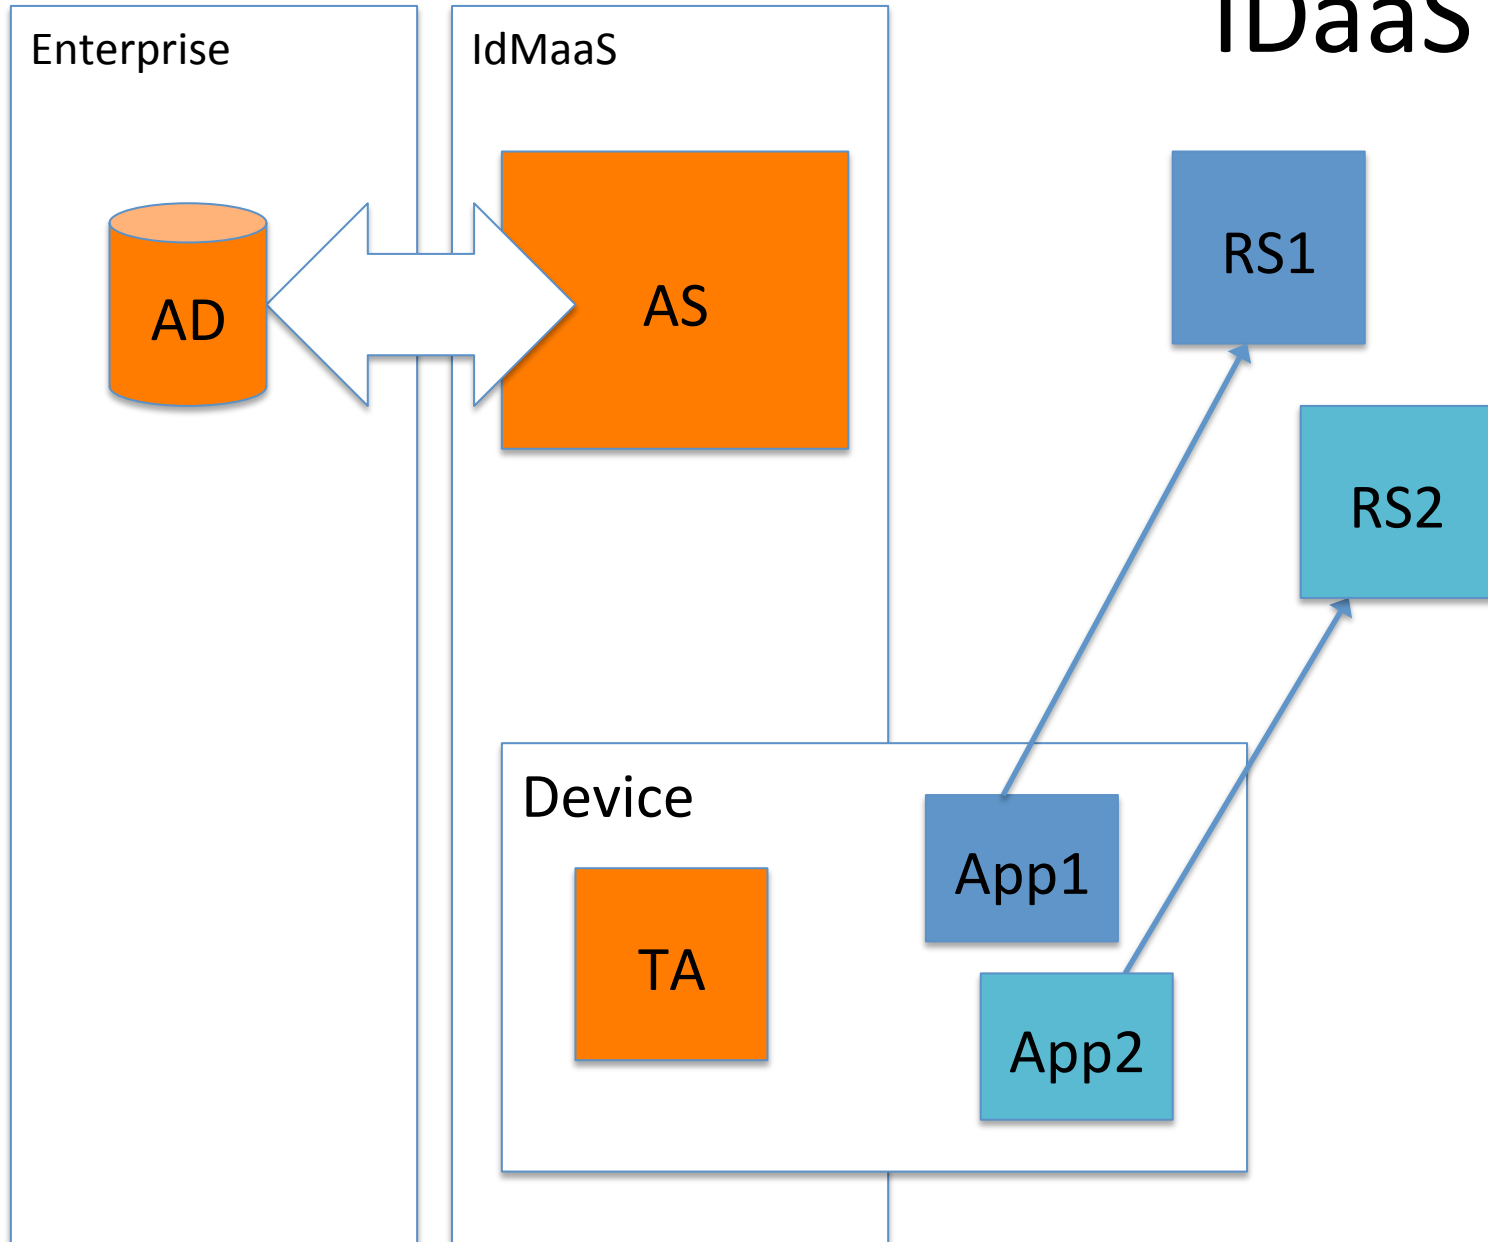 IDaaS
Enterprise
IdMaaS
AD
AS
RS1
RS2
Device
App1
TA
App2